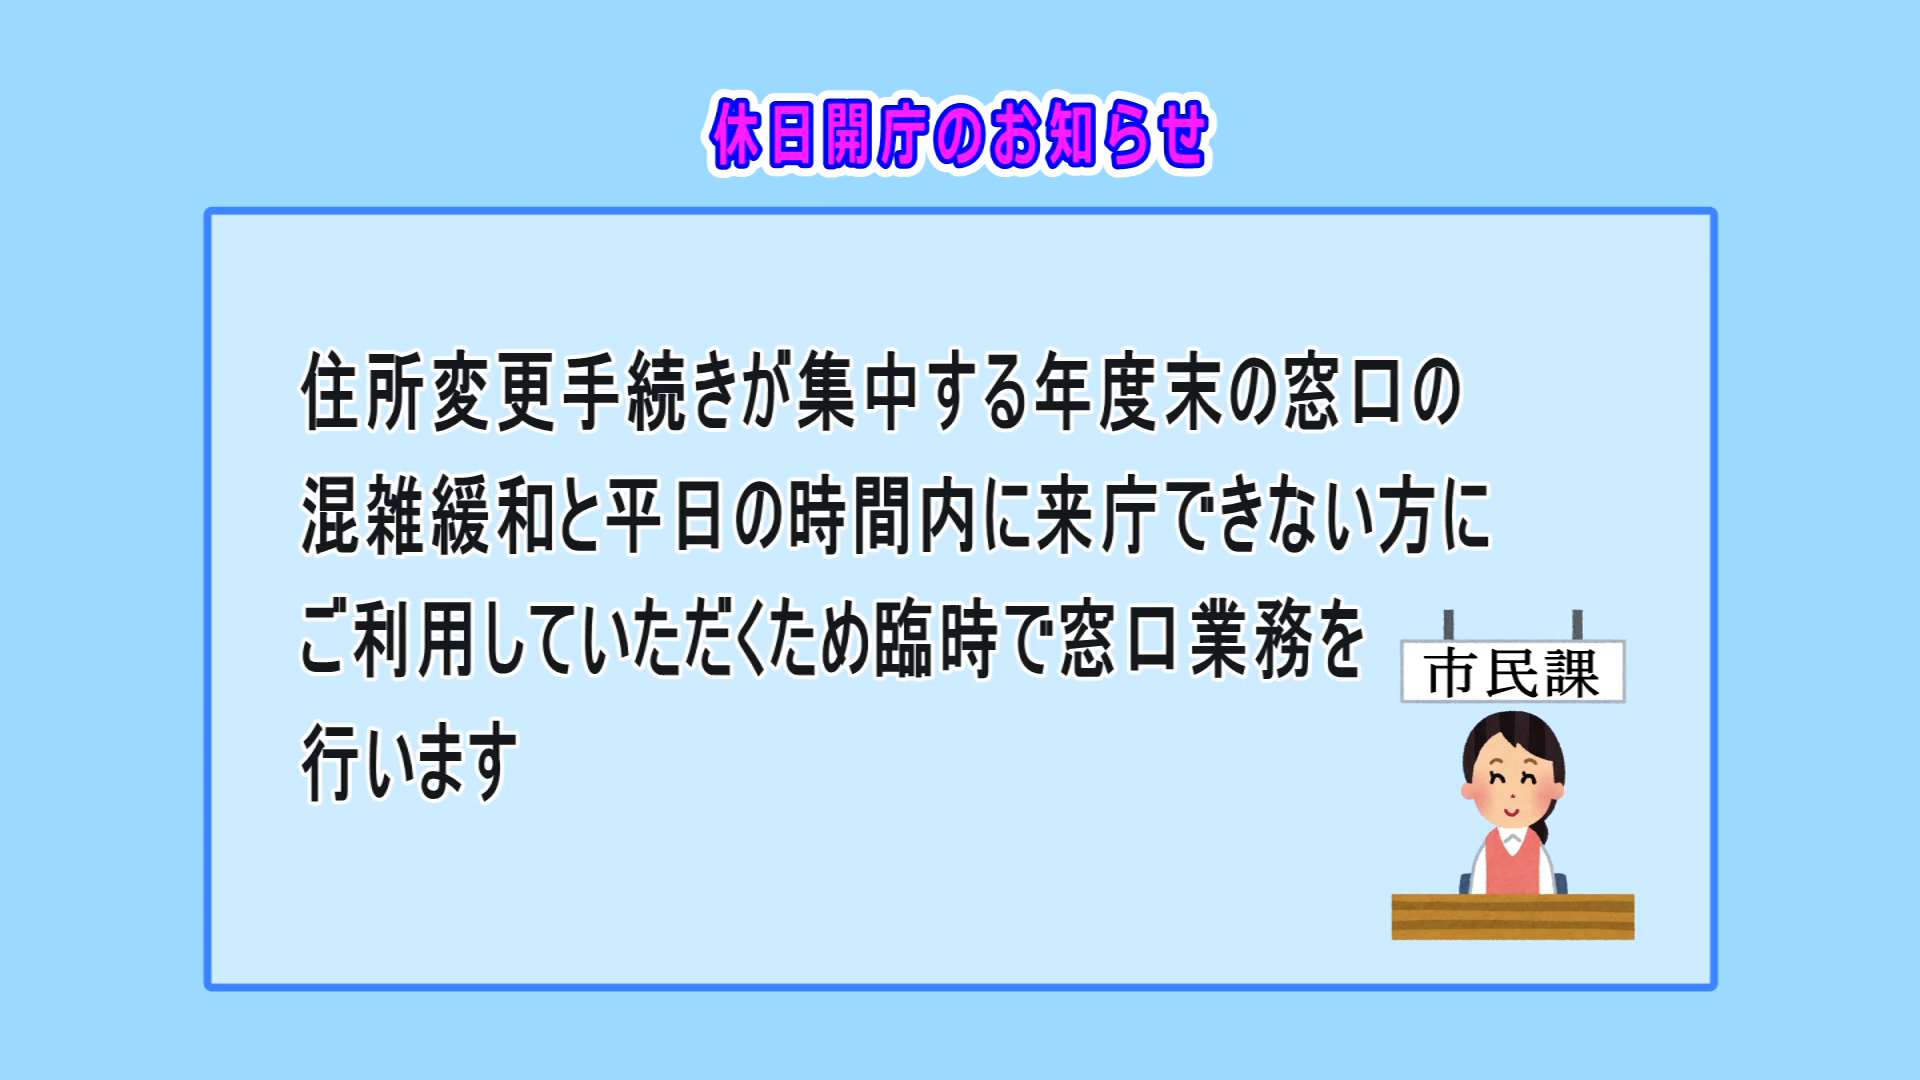 休日開庁のお知らせ
住所変更手続きが集中する年度末の窓口の
混雑緩和と平日の時間内に来庁できない方に
ご利用していただくため臨時で窓口業務を
行います
市民課